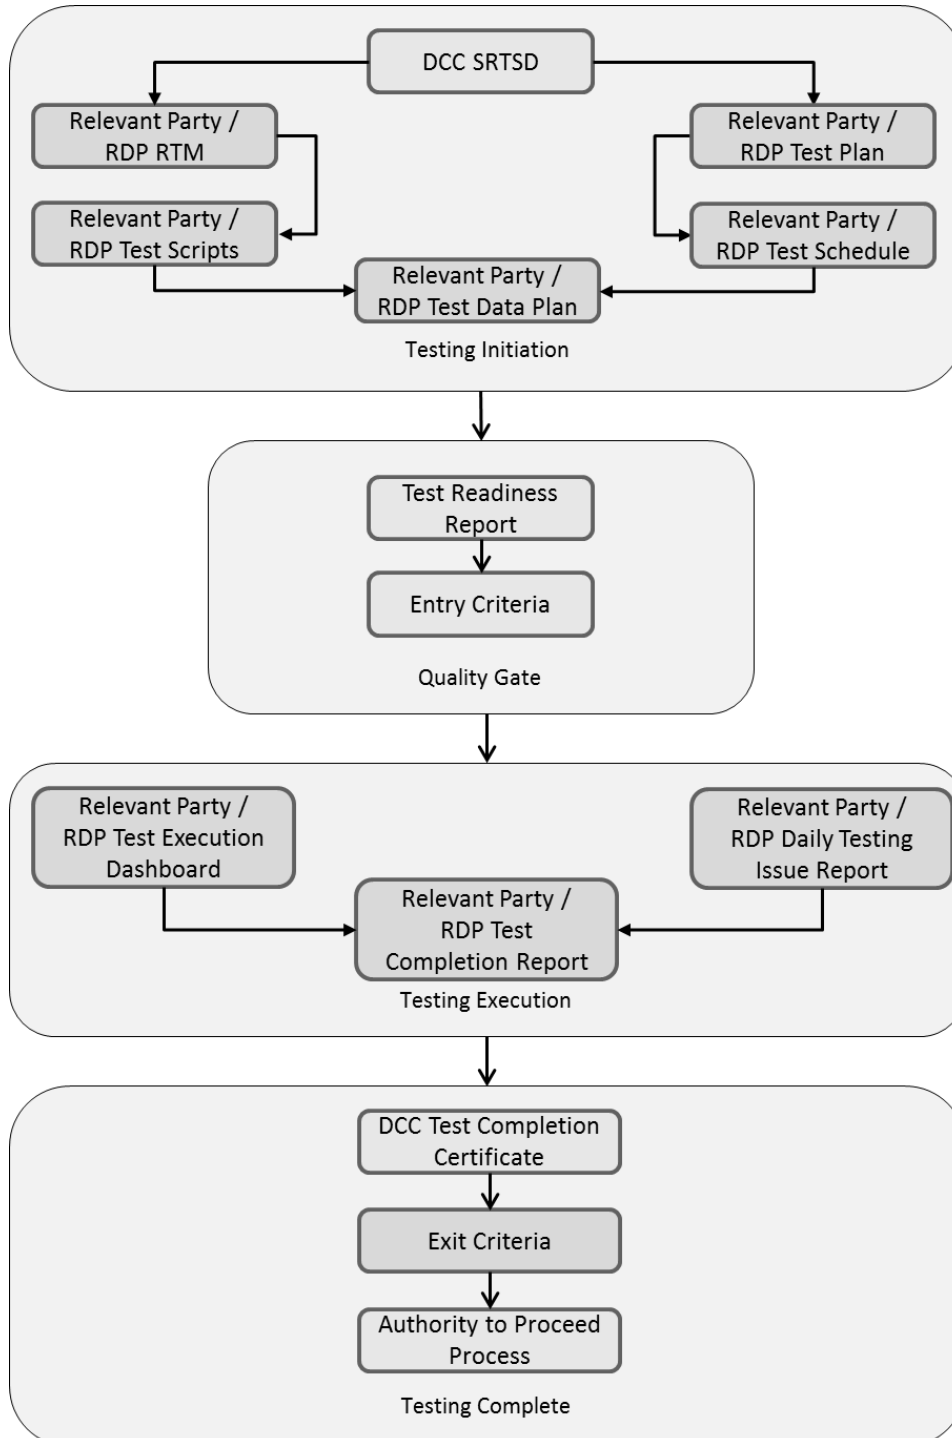 DCC SRTSD
Relevant Party /
RDP RTM
Relevant Party /
RDP Test Plan
Relevant Party /
RDP Test Scripts
Relevant Party /
RDP Test Schedule
Relevant Party /
RDP Test Data Plan
Testing Initiation
Test Readiness
Report
Entry Criteria
Quality Gate
Relevant Party /
RDP Test Execution
Dashboard
Relevant Party /
RDP Daily Testing
Issue Report
Relevant Party /
RDP Test
Completion Report
Testing Execution
DCC Test Completion
Certificate
Exit Criteria
Authority to Proceed
Process
Testing Complete